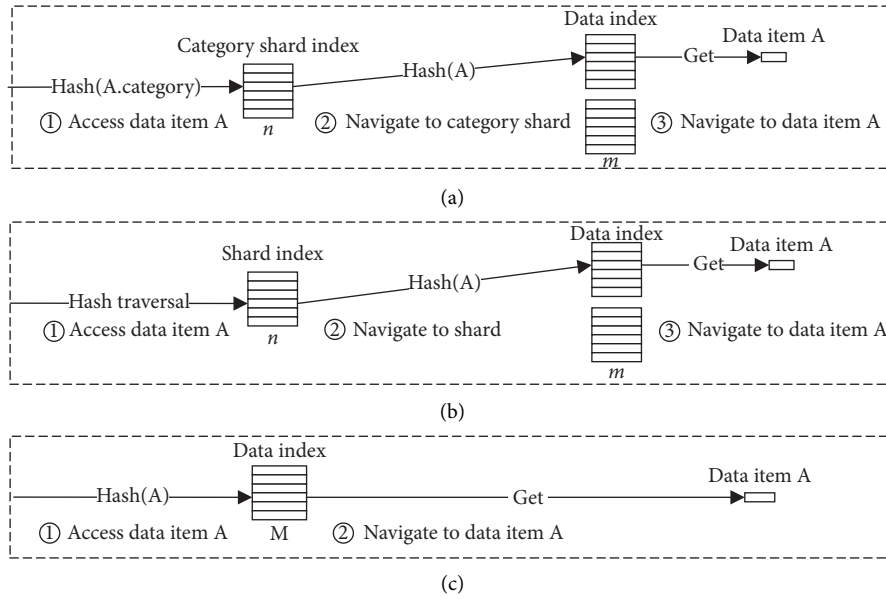 Data index
Data item A
Category shard index
Hash(A.category)
Hash(A)
Get
① Access data item A
② Navigate to category shard
③ Navigate to data item A
n
m
(a)
Data index
Data item A
Shard index
Hash traversal
Hash(A)
Get
① Access data item A
② Navigate to shard
③ Navigate to data item A
n
m
(b)
Data index
Data item A
Hash(A)
Get
① Access data item A
② Navigate to data item A
M
(c)